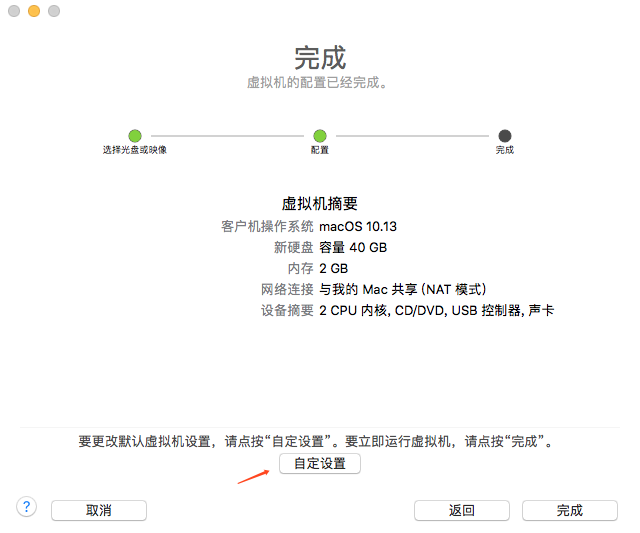 完成
虚拟机的配置已经完成。
选择光盘或映像
配置
完成
虚拟机摘要
客户机操作系统 macOS 10.13
新硬盘 容量 40 GB
内存 2 GB
网络连接 与我的 Mac 共享 (NAT 模式)
设备摘要 2 CPU 内核, CD/DVD, USB 控制器, 声卡
要更改默认虚拟机设置，请点按“自定设置”。要立即运行虚拟机，请点按“完成”。
自定设置
?
取消
返回
完成